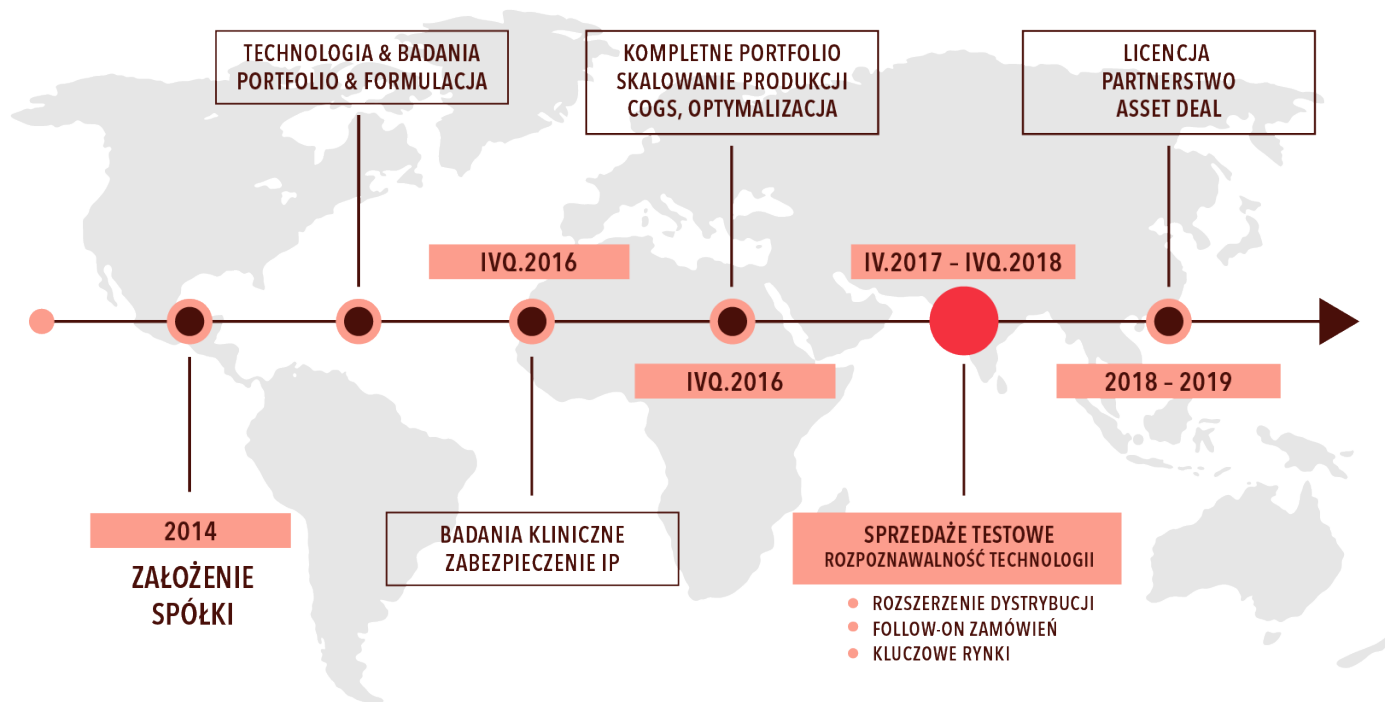 TECHNOLOGIA & BADANIA
PORTFOLIO & FORMULACJA
KOMPLETNE PORTFOLIO
SKALOWANIE PRODUKCJI
COGS, OPTYMALIZACJA
LICENCJA
PARTNERSTWO
ASSET DEAL
IVQ.2016
IV.2017 – IVQ.2018
IVQ.2016
2018 – 2019
2014
ZAŁOŻENIE
SPÓŁKI
BADANIA KLINICZNE
ZABEZPIECZENIE IP
SPRZEDAŻE TESTOWE
ROZPOZNAWALNOŚĆ TECHNOLOGII
ROZSZERZENIE DYSTRYBUCJI
FOLLOW-ON ZAMÓWIEŃ
KLUCZOWE RYNKI